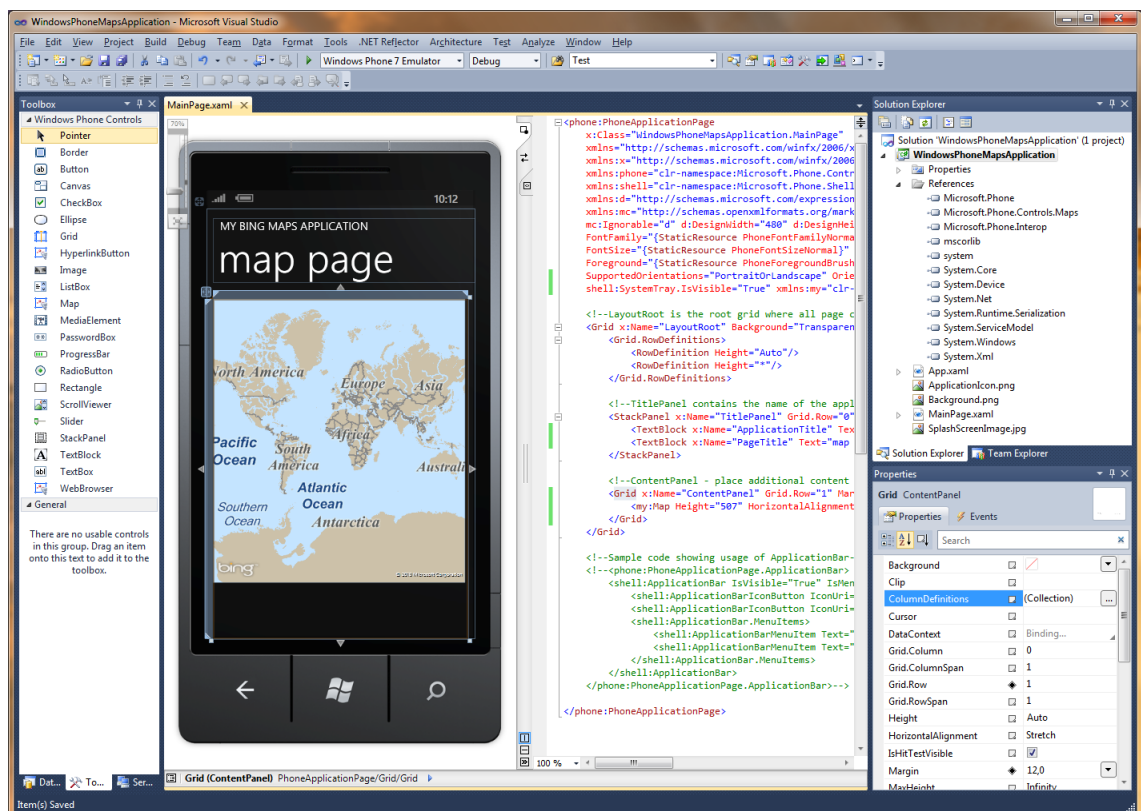 WindowsPhoneMapsApplication - Microsoft Visual Studio
File Edit View Project Build Debug Team Data Format Tools .NET Reflector Architecture Test Analyze Window Help
Windows Phone 7 Emulator Debug Test
Toolbox
Windows Phone Controls
Pointer
Border
Button
Canvas
CheckBox
Ellipse
Grid
HyperlinkButton
Image
ListBox
Map
MediaElement
PasswordBox
ProgressBar
RadioButton
Rectangle
ScrollViewer
Slider
StackPanel
TextBlock
TextBox
WebBrowser
General
There are no usable controls
in this group. Drag an item
onto this text to add it to the
toolbox.
Dat... To... Ser...
MainPage.xaml
70%
10:12
MY BING MAPS APPLICATION
map page
North America
Europe
Asia
Africa
Pacific
Ocean
South
America
Australi
Atlantic
Ocean
Southern
Ocean
Antarctica
bing
© 2010 Microsoft Corporation
<phone:PhoneApplicationPage
x:Class="WindowsPhoneMapsApplication.MainPage"
xmlns="http://schemas.microsoft.com/winfx/2006/x
xmlns:x="http://schemas.microsoft.com/winfx/2006
xmlns:phone="clr-namespace:Microsoft.Phone.Contr
xmlns:shell="clr-namespace:Microsoft.Phone.Shell
xmlns:d="http://schemas.microsoft.com/expression
xmlns:mc="http://schemas.openxmlformats.org/mark
mc:Ignorable="d" d:DesignWidth="480" d:DesignHei
FontFamily="{StaticResource PhoneFontFamilyNorma
FontSize="{StaticResource PhoneFontSizeNormal}"
Foreground="{StaticResource PhoneForegroundBrush
SupportedOrientations="PortraitOrLandscape" Orie
shell:SystemTray.IsVisible="True" xmlns:my="clr-
<!--LayoutRoot is the root grid where all page c
<Grid x:Name="LayoutRoot" Background="Transparen
<Grid.RowDefinitions>
<RowDefinition Height="Auto"/>
<RowDefinition Height="*"/>
</Grid.RowDefinitions>
<!--TitlePanel contains the name of the appl
<StackPanel x:Name="TitlePanel" Grid.Row="0"
<TextBlock x:Name="ApplicationTitle" Tex
<TextBlock x:Name="PageTitle" Text="map
</StackPanel>
<!--ContentPanel - place additional content
<Grid x:Name="ContentPanel" Grid.Row="1" Mar
<my:Map Height="507" HorizontalAlignment
</Grid>
</Grid>
<!--Sample code showing usage of ApplicationBar-
<!--<phone:PhoneApplicationPage.ApplicationBar>
<shell:ApplicationBar IsVisible="True" IsMen
<shell:ApplicationBarIconButton IconUri=
<shell:ApplicationBarIconButton IconUri=
<shell:ApplicationBar.MenuItems>
<shell:ApplicationBarMenuItem Text="
<shell:ApplicationBarMenuItem Text="
</shell:ApplicationBar.MenuItems>
</shell:ApplicationBar>
</phone:PhoneApplicationPage.ApplicationBar>-->
</phone:PhoneApplicationPage>
100 %
Grid (ContentPanel) PhoneApplicationPage/Grid/Grid
Solution Explorer
Solution 'WindowsPhoneMapsApplication' (1 project)
WindowsPhoneMapsApplication
Properties
References
Microsoft.Phone
Microsoft.Phone.Controls.Maps
Microsoft.Phone.Interop
mscorlib
system
System.Core
System.Device
System.Net
System.Runtime.Serialization
System.ServiceModel
System.Windows
System.Xml
App.xaml
ApplicationIcon.png
Background.png
MainPage.xaml
SplashScreenImage.jpg
Solution Explorer Team Explorer
Properties
Grid ContentPanel
Properties Events
Search
Background
Clip
ColumnDefinitions (Collection) ...
Cursor
DataContext Binding...
Grid.Column 0
Grid.ColumnSpan 1
Grid.Row 1
Grid.RowSpan 1
Height Auto
HorizontalAlignment Stretch
IsHitTestVisible
Margin 12,0
MaxHeight Infinity
Item(s) Saved